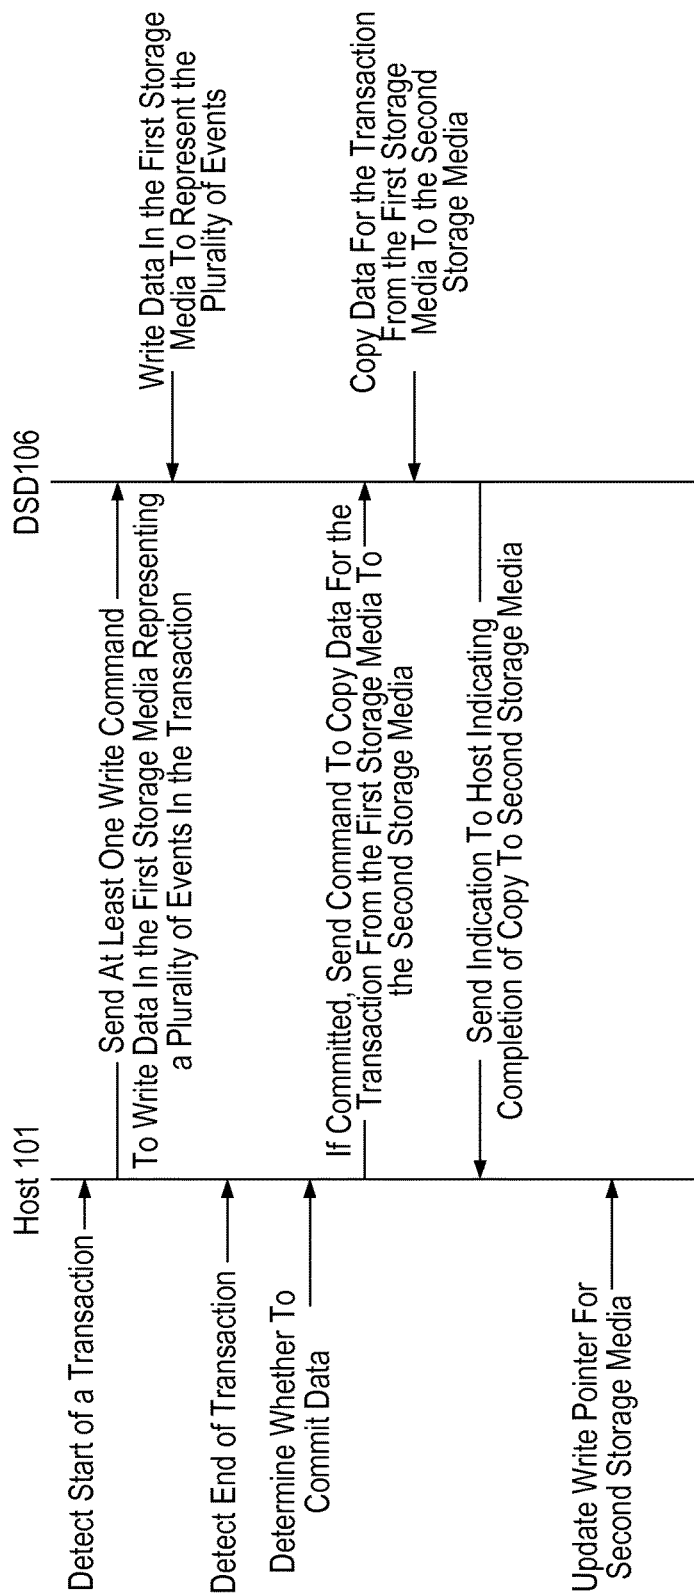 Host 101
DSD106
Detect Start of a Transaction
Send At Least One Write Command
To Write Data In the First Storage Media Representing
a Plurality of Events In the Transaction
Write Data In the First Storage
Media To Represent the
Plurality of Events
Detect End of Transaction
Determine Whether To
Commit Data
If Committed, Send Command To Copy Data For the
Transaction From the First Storage Media To
the Second Storage Media
Copy Data For the Transaction
From the First Storage
Media To the Second
Storage Media
Send Indication To Host Indicating
Completion of Copy To Second Storage Media
Update Write Pointer For
Second Storage Media